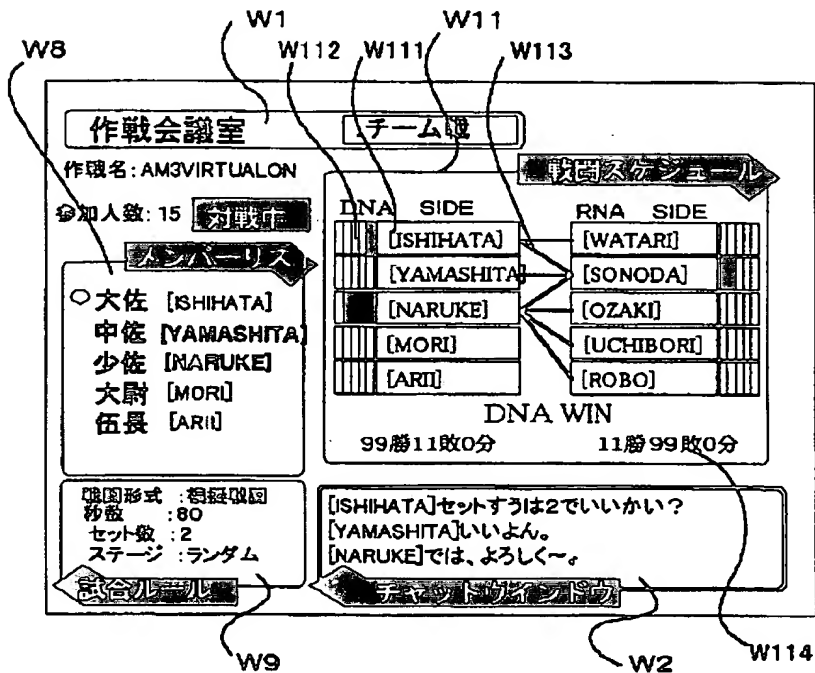 W1
W11
W8
W112
W111
W113
作戦会議室
チーム戦
作戦名:AM3VIRTUALON
戦闘スケジュール
参加人数:15
対戦中
DNA SIDE
RNA SIDE
メンバーリスト
[ISHIHATA]
[WATARI]
[YAMASHITA]
[SONODA]
[NARUKE]
[OZAKI]
[MORI]
[UCHIBORI]
[ARII]
[ROBO]
大佐 [ISHIHATA]
中佐 [YAMASHITA]
少佐 [NARUKE]
大尉 [MORI]
伍長 [ARII]
DNA WIN
99勝11敗0分
11勝99敗0分
秒数 :80
セット数 :2
ステージ :ランダム
試合ルール
[ISHIHATA]セットすうは2でいいかい?
[YAMASHITA]いいよん。
[NARUKE]では、よろしく〜。
チャットウインドウ
W9
W2
W114